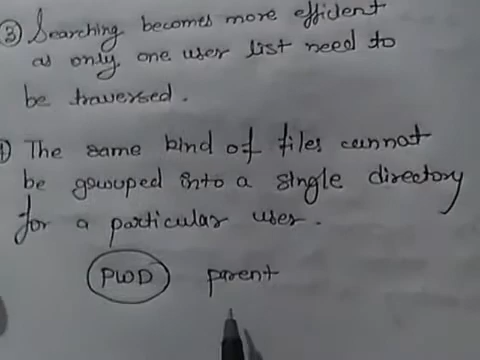 ③ Searching becomes more efficient
as only one user list need to
be traversed.
④ The same kind of files cannot
be grouped into a single directory
for a particular user.
PWD parent